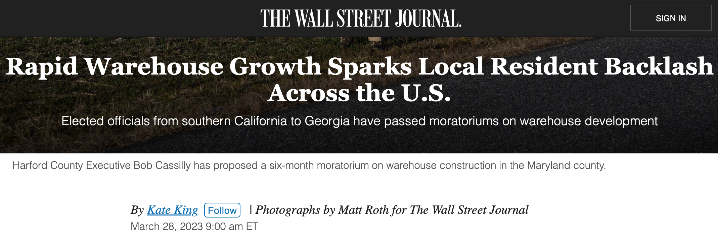 THE WALL STREET JOURNAL.
SIGN IN
Rapid Warehouse Growth Sparks Local Resident Backlash
Across the U.S.
Elected officials from southern California to Georgia have passed moratoriums on warehouse development
Harford County Executive Bob Cassilly has proposed a six-month moratorium on warehouse construction in the Maryland county.
By Kate King Follow | Photographs by Matt Roth for The Wall Street Journal
March 28, 2023 9:00 am ET